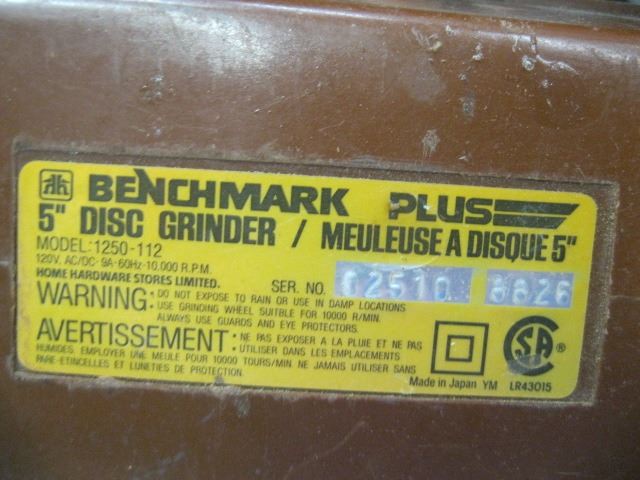 BENCHMARK PLUS
5" DISC GRINDER / MEULEUSE A DISQUE 5"
MODEL: 1250-112
120V. AC/DC- 9A-60Hz-10.000 R.P.M.
HOME HARDWARE STORES LIMITED.
SER. NO. 02510 8826
WARNING: DO NOT EXPOSE TO RAIN OR USE IN DAMP LOCATIONS
USE GRINDING WHEEL SUITBLE FOR 10000 R/MIN.
ALWAYS USE GUARDS AND EYE PROTECTORS.
AVERTISSEMENT: NE PAS EXPOSER A LA PLUIE ET NE PAS
UTILISER DANS LES EMPLACEMENTS
HUMIDES. EMPLOYER UNE MEULE POUR 10000 TOURS/MIN. NE JAMAIS UTILISER SANS
PARE-ETINCELLES ET LUNETIES DE PROTECTION.
Made in Japan YM
CSA ®
LR43015